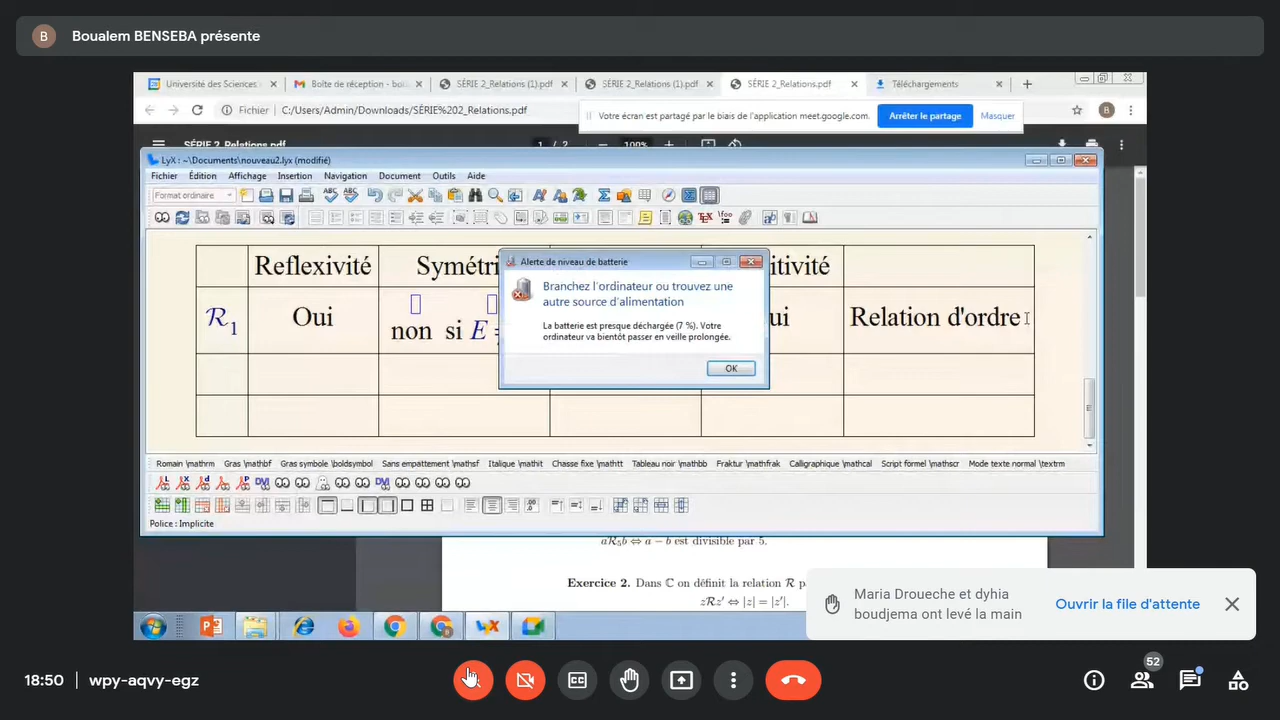 B Boualem BENSEBA présente
Université des Sciences
Boîte de réception - boua
SÉRIE 2_Relations (1).pdf
SÉRIE 2_Relations (1).pdf
SÉRIE 2_Relations.pdf
Téléchargements
Fichier C:/Users/Admin/Downloads/SÉRIE%202_Relations.pdf
Votre écran est partagé par le biais de l'application meet.google.com. Arrêter le partage Masquer
B
SÉRIE 2_Relations.pdf 1 / 2 100%
LyX : ~\Documents\nouveau2.lyx (modifié)
Fichier Édition Affichage Insertion Navigation Document Outils Aide
Format ordinaire
Reflexivité Symétri itivité
Alerte de niveau de batterie
Branchez l'ordinateur ou trouvez une
autre source d'alimentation
La batterie est presque déchargée (7 %). Votre
ordinateur va bientôt passer en veille prolongée.
OK
ℛ1 Oui non si E = ui Relation d'ordre
Romain \mathrm Gras \mathbf Gras symbole \boldsymbol Sans empattement \mathsf Italique \mathit Chasse fixe \mathtt Tableau noir \mathbb Fraktur \mathfrak Calligraphique \mathcal Script formel \mathscr Mode texte normal \textrm
Police : Implicite
aℛ5b ⇔ a − b est divisible par 5.
Exercice 2. Dans ℂ on définit la relation ℛ p
zℛz′ ⇔ |z| = |z′|.
Maria Droueche et dyhia
boudjema ont levé la main
Ouvrir la file d'attente
18:50 wpy-aqvy-egz
52